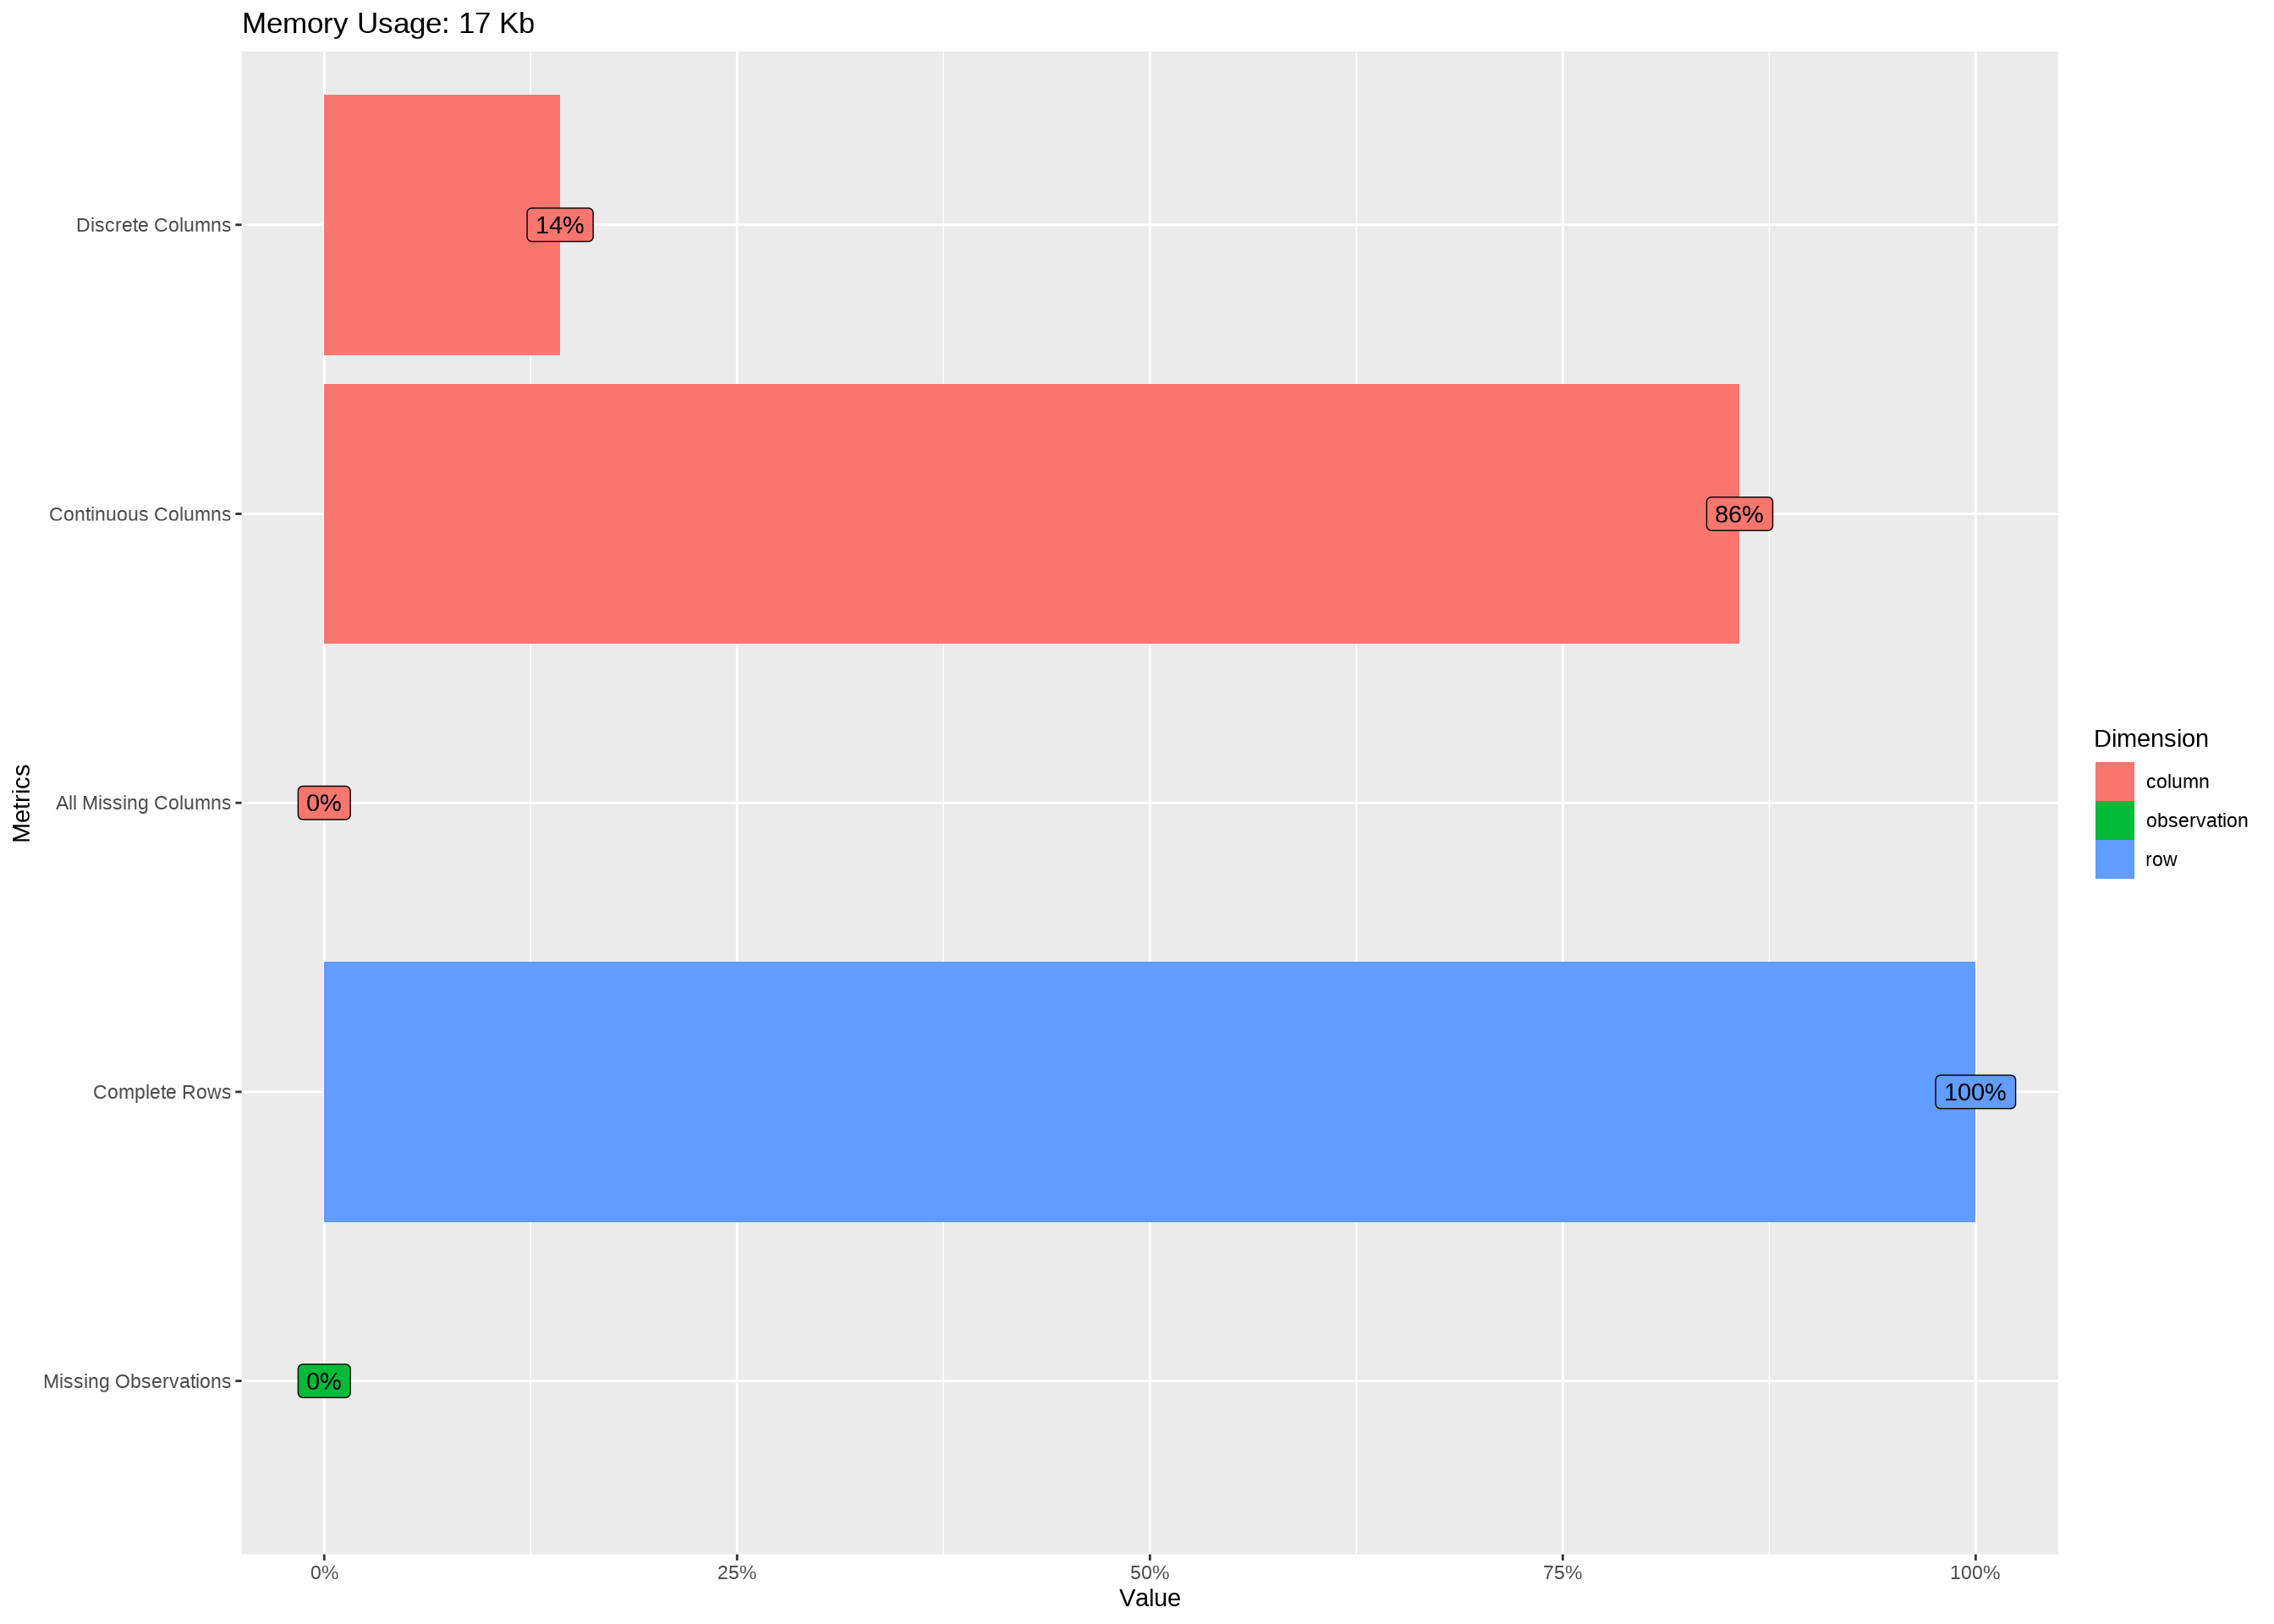 Memory Usage: 17 Kb
Discrete Columns
14%
Continuous Columns
86%
All Missing Columns
0%
Complete Rows
100%
Missing Observations
0%
Metrics
0% 25% 50% 75% 100%
Value
Dimension
column
observation
row